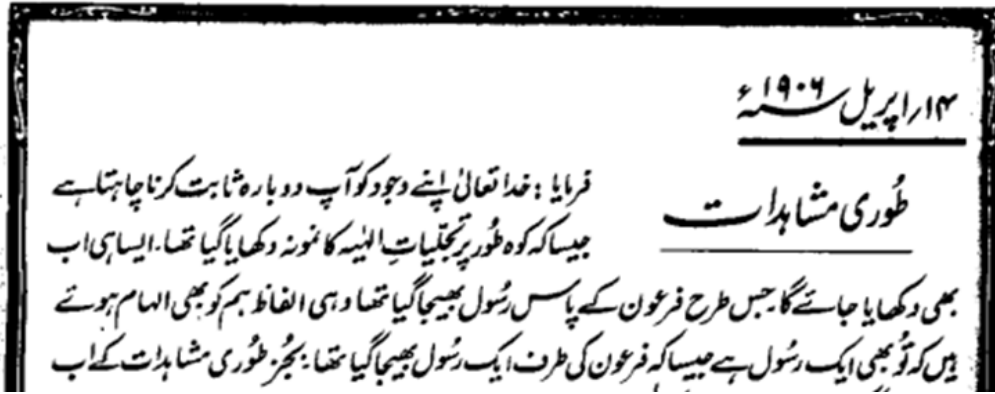 ۱۴؍اپریل ۱۹۰۶ء
طُوری مشاہدات
فرمایا : خدا تعالیٰ اپنے وجود کو آپ دوبارہ ثابت کرنا چاہتا ہے
جیسا کہ کوہ طُور پر تجلّیاتِ الٰہیہ کا نمونہ دکھایا گیا تھا۔ ایسا ہی اب
بھی دکھایا جائے گا۔ جس طرح فرعون کے پاس رسُول بھیجا گیا تھا وہی الفاظ ہم کو بھی الہام ہوئے
ہیں کہ تُو بھی ایک رسُول ہے جیسا کہ فرعون کی طرف ایک رسُول بھیجا گیا تھا۔ بجُز طُوری مشاہدات کے اب